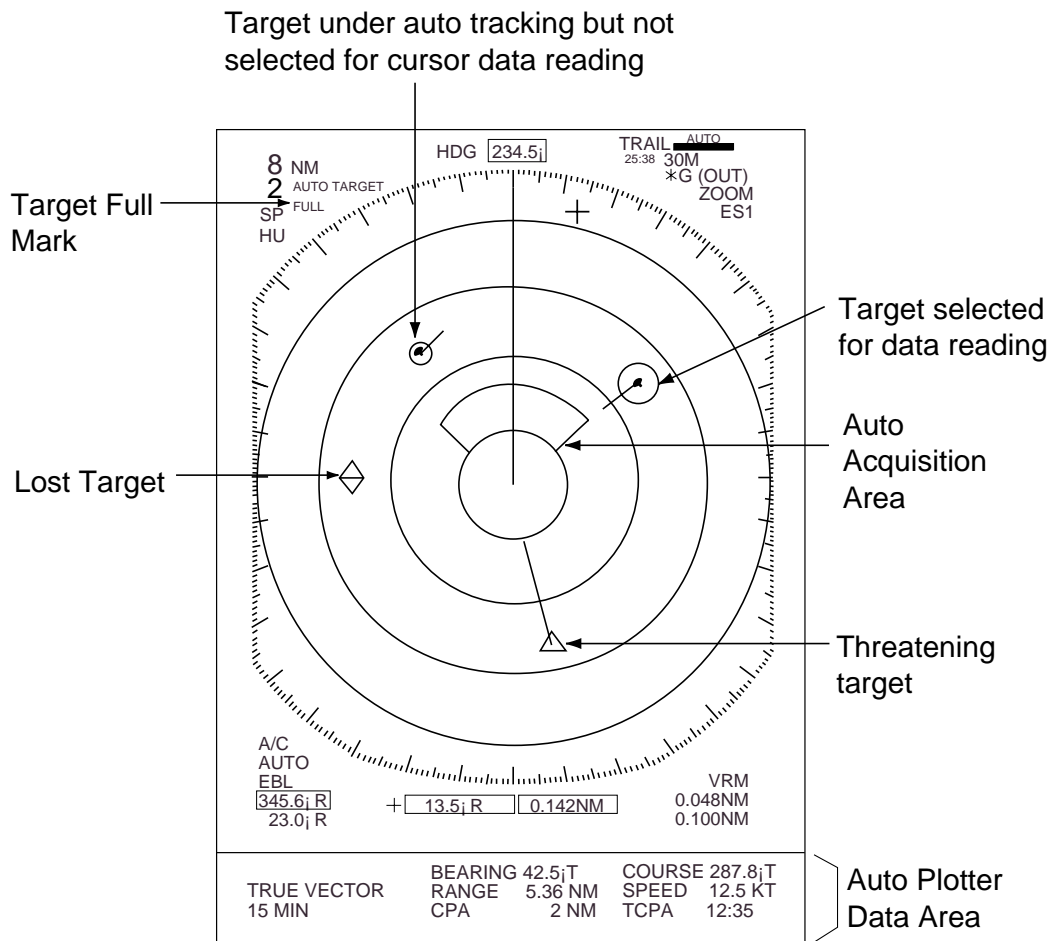 Target under auto tracking but not
selected for cursor data reading
HDG 234.5¡
TRAIL AUTO
25:38 30M
✳G (OUT)
ZOOM
ES1
8 NM
2 AUTO TARGET
FULL
SP
HU
Target Full
Mark
Target selected
for data reading
Auto
Acquisition
Area
Lost Target
Threatening
target
A/C
AUTO
EBL
345.6¡ R
23.0¡ R
+ 13.5¡ R 0.142NM
VRM
0.048NM
0.100NM
TRUE VECTOR
15 MIN
BEARING 42.5¡T
RANGE 5.36 NM
CPA 2 NM
COURSE 287.8¡T
SPEED 12.5 KT
TCPA 12:35
Auto Plotter
Data Area